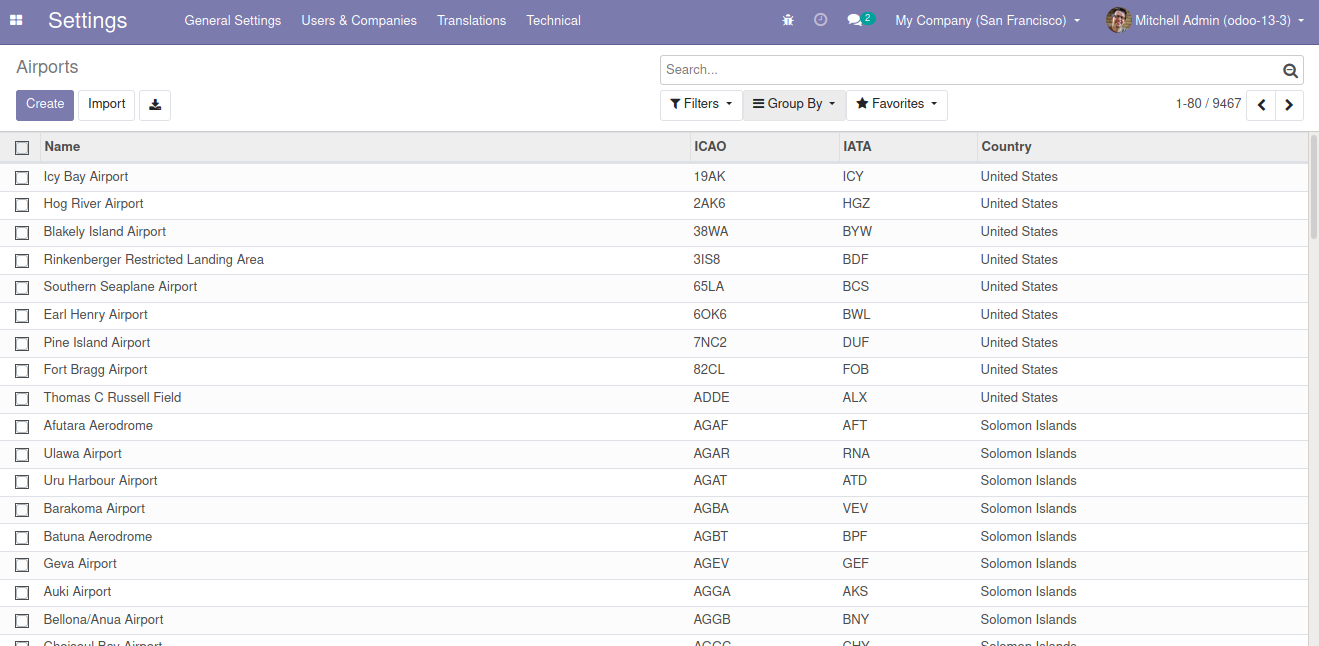 Settings General Settings Users & Companies Translations Technical 2 My Company (San Francisco) Mitchell Admin (odoo-13-3)
Airports Search...
Create Import Filters Group By Favorites 1-80 / 9467
Name ICAO IATA Country
Icy Bay Airport 19AK ICY United States
Hog River Airport 2AK6 HGZ United States
Blakely Island Airport 38WA BYW United States
Rinkenberger Restricted Landing Area 3IS8 BDF United States
Southern Seaplane Airport 65LA BCS United States
Earl Henry Airport 6OK6 BWL United States
Pine Island Airport 7NC2 DUF United States
Fort Bragg Airport 82CL FOB United States
Thomas C Russell Field ADDE ALX United States
Afutara Aerodrome AGAF AFT Solomon Islands
Ulawa Airport AGAR RNA Solomon Islands
Uru Harbour Airport AGAT ATD Solomon Islands
Barakoma Airport AGBA VEV Solomon Islands
Batuna Aerodrome AGBT BPF Solomon Islands
Geva Airport AGEV GEF Solomon Islands
Auki Airport AGGA AKS Solomon Islands
Bellona/Anua Airport AGGB BNY Solomon Islands
Airport Solomon Islands